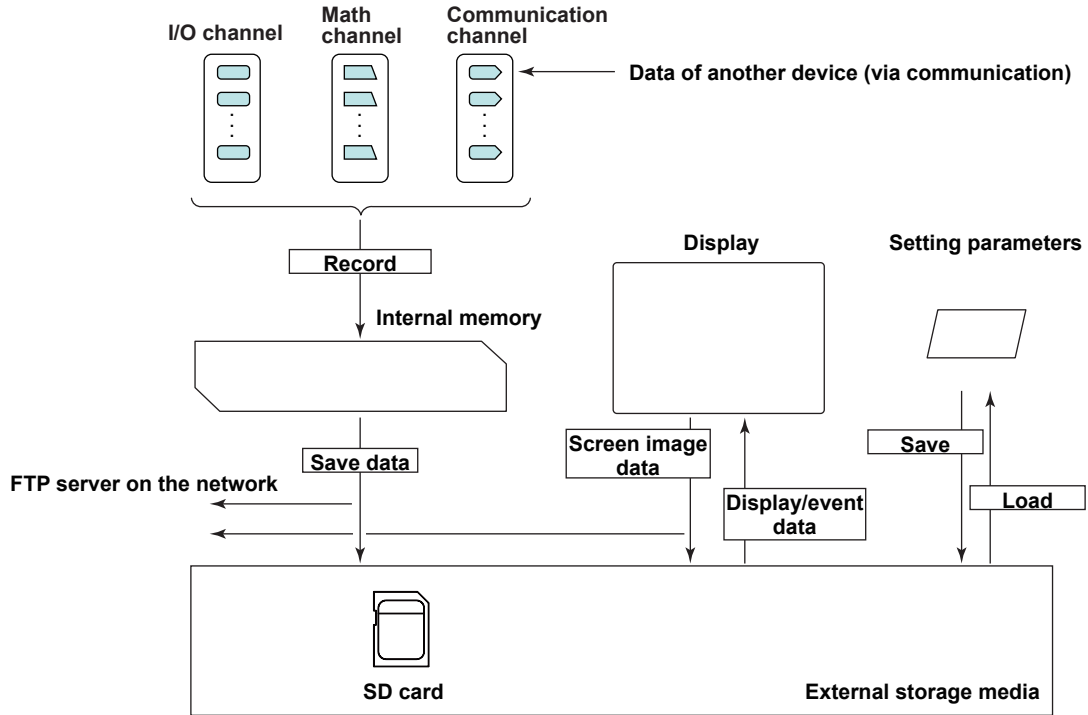 I/O channel
Math
channel
Communication
channel
Data of another device (via communication)
Record
Internal memory
Display
Setting parameters
Save data
Screen image
data
Save
FTP server on the network
Display/event
data
Load
SD card
External storage media